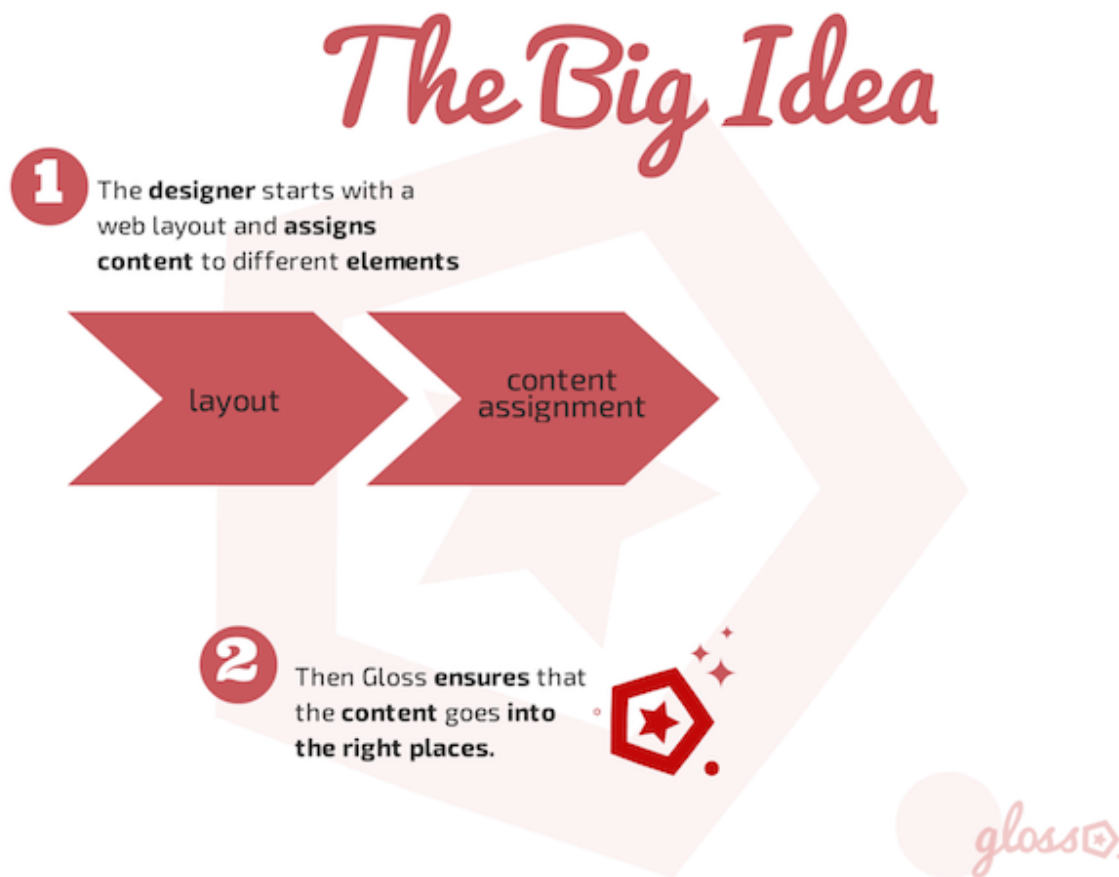 The Big Idea
1
The designer starts with a
web layout and assigns
content to different elements
layout
content
assignment
2
Then Gloss ensures that
the content goes into
the right places.
gloss